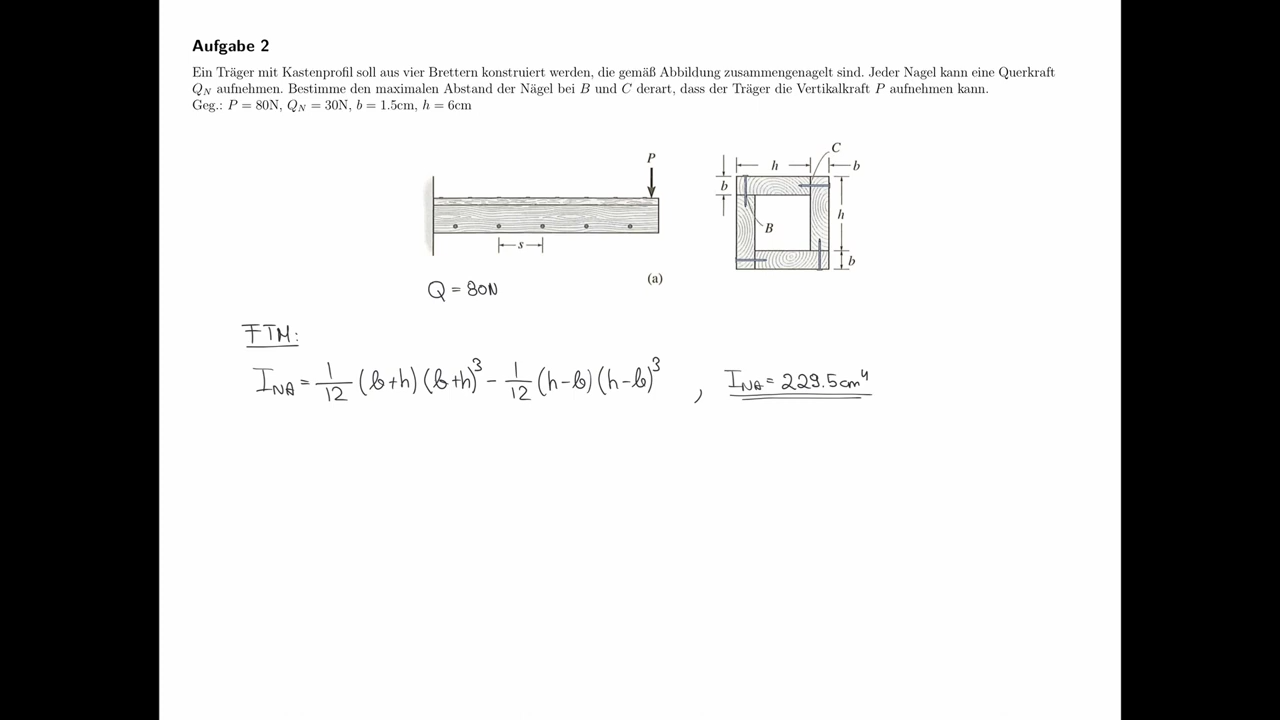 Aufgabe 2
Ein Träger mit Kastenprofil soll aus vier Brettern konstruiert werden, die gemäß Abbildung zusammengenagelt sind. Jeder Nagel kann eine Querkraft
Q_N aufnehmen. Bestimme den maximalen Abstand der Nägel bei B und C derart, dass der Träger die Vertikalkraft P aufnehmen kann.
Geg.: P = 80N, Q_N = 30N, b = 1.5cm, h = 6cm
P
s
(a)
C
h
b
b
B
h
b
Q = 80N
FTM:
I_NA = 1/12 (b+h)(b+h)³ - 1/12 (h-b)(h-b)³ , I_NA = 229.5cm⁴